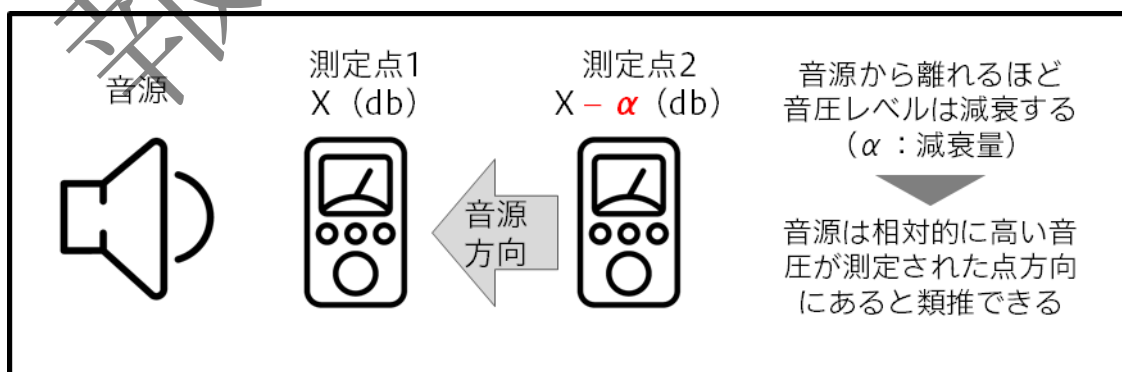 音源
測定点1
X（db）
測定点2
X − α（db）
音源
方向
音源から離れるほど
音圧レベルは減衰する
（α：減衰量）
音源は相対的に高い音
圧が測定された点方向
にあると類推できる